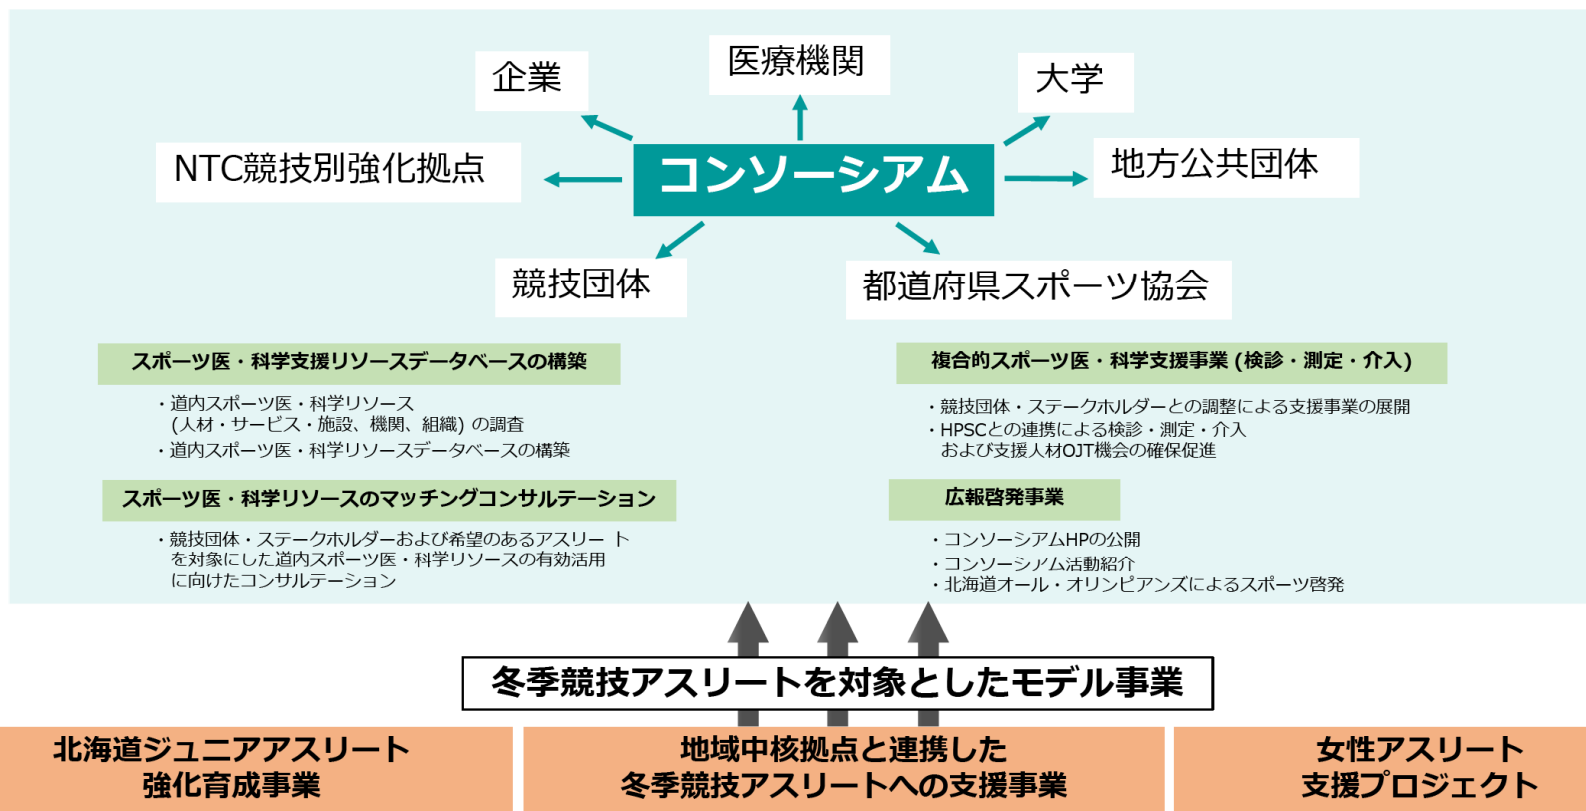 企業
医療機関
大学
NTC競技別強化拠点
コンソーシアム
地方公共団体
競技団体
都道府県スポーツ協会
スポーツ医・科学支援リソースデータベースの構築
・道内スポーツ医・科学リソース
(人材・サービス・施設、機関、組織) の調査
・道内スポーツ医・科学リソースデータベースの構築
スポーツ医・科学リソースのマッチングコンサルテーション
・競技団体・ステークホルダーおよび希望のあるアスリート
を対象にした道内スポーツ医・科学リソースの有効活用
に向けたコンサルテーション
複合的スポーツ医・科学支援事業 (検診・測定・介入)
・競技団体・ステークホルダーとの調整による支援事業の展開
・HPSCとの連携による検診・測定・介入
および支援人材OJT機会の確保促進
広報啓発事業
・コンソーシアムHPの公開
・コンソーシアム活動紹介
・北海道オール・オリンピアンズによるスポーツ啓発
冬季競技アスリートを対象としたモデル事業
北海道ジュニアアスリート
強化育成事業
地域中核拠点と連携した
冬季競技アスリートへの支援事業
女性アスリート
支援プロジェクト